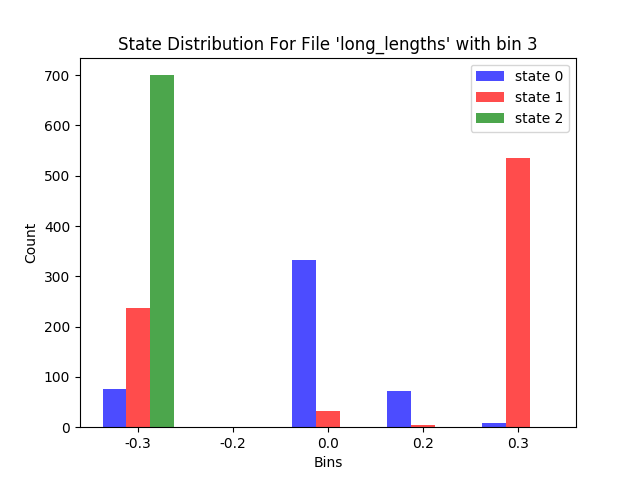 State Distribution For File 'long_lengths' with bin 3
700
600
500
400
300
200
100
0
Count
state 0
state 1
state 2
-0.3
-0.2
0.0
0.2
0.3
Bins